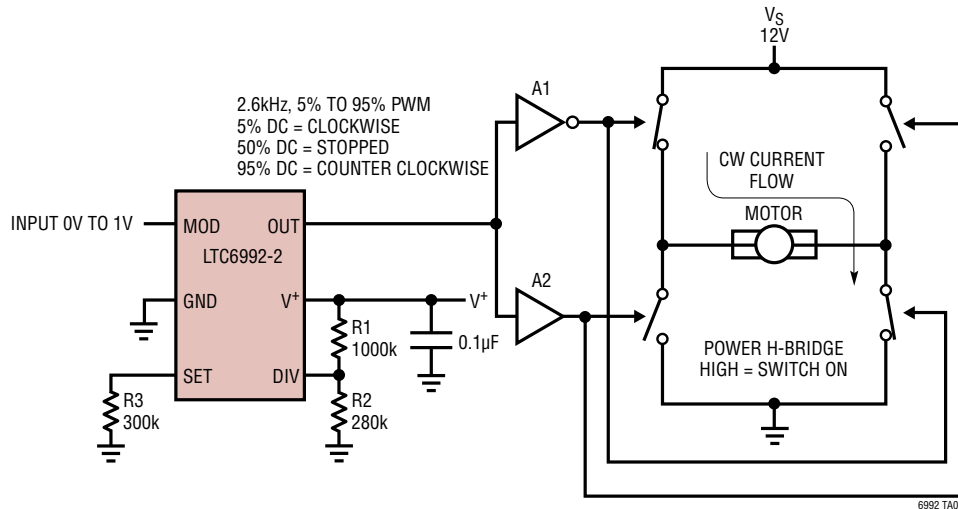 VS
12V
A1
2.6kHz, 5% TO 95% PWM
5% DC = CLOCKWISE
50% DC = STOPPED
95% DC = COUNTER CLOCKWISE
CW CURRENT
FLOW
MOTOR
INPUT 0V TO 1V
MOD
OUT
LTC6992-2
A2
GND
V+
V+
R1
1000k
0.1µF
SET
DIV
R3
300k
R2
280k
POWER H-BRIDGE
HIGH = SWITCH ON
6992 TA0